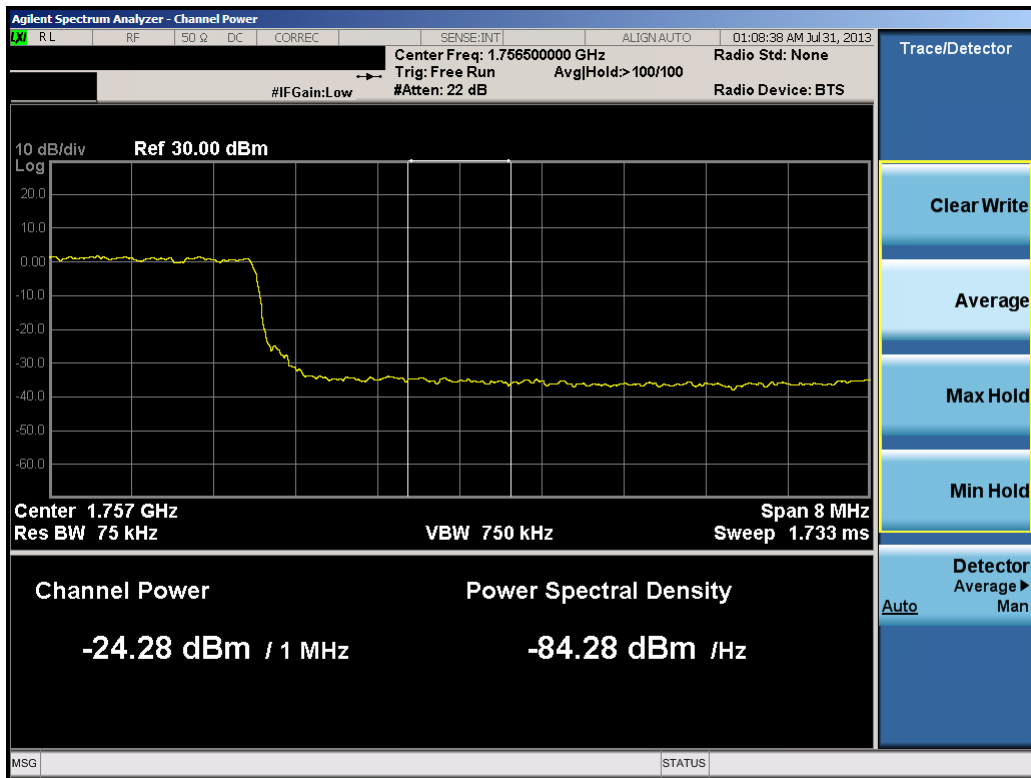 Agilent Spectrum Analyzer - Channel Power
LXI RL RF 50 Ω DC CORREC SENSE:INT ALIGN AUTO 01:08:38 AM Jul 31, 2013
Center Freq: 1.756500000 GHz Radio Std: None
Trig: Free Run Avg|Hold:>100/100
#IFGain:Low #Atten: 22 dB Radio Device: BTS
10 dB/div Ref 30.00 dBm
Log
20.0
10.0
0.00
-10.0
-20.0
-30.0
-40.0
-50.0
-60.0
Center 1.757 GHz Span 8 MHz
Res BW 75 kHz VBW 750 kHz Sweep 1.733 ms
Channel Power Power Spectral Density
-24.28 dBm / 1 MHz -84.28 dBm /Hz
MSG STATUS
Trace/Detector
Clear Write
Average
Max Hold
Min Hold
Detector
Average►
Auto Man